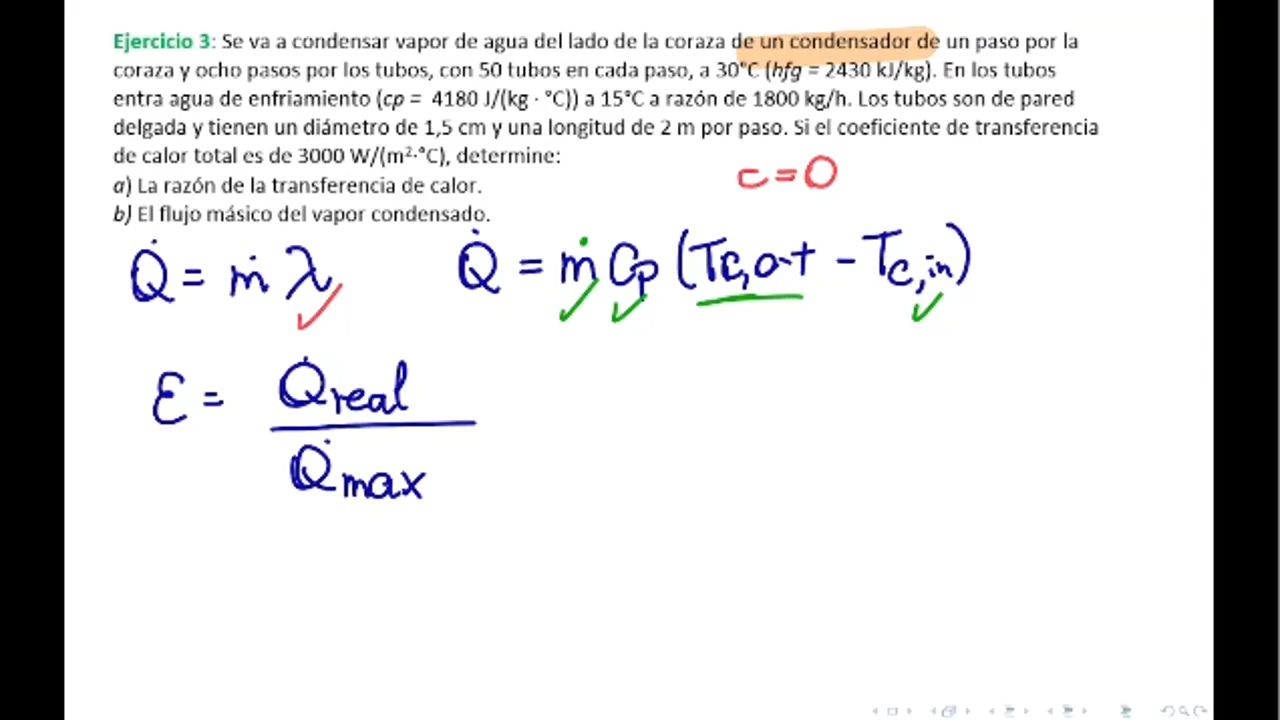 Ejercicio 3: Se va a condensar vapor de agua del lado de la coraza de un condensador de un paso por la
coraza y ocho pasos por los tubos, con 50 tubos en cada paso, a 30°C (hfg = 2430 kJ/kg). En los tubos
entra agua de enfriamiento (cp = 4180 J/(kg · °C)) a 15°C a razón de 1800 kg/h. Los tubos son de pared
delgada y tienen un diámetro de 1,5 cm y una longitud de 2 m por paso. Si el coeficiente de transferencia
de calor total es de 3000 W/(m²·°C), determine:
c = 0
a) La razón de la transferencia de calor.
b) El flujo másico del vapor condensado.
Q̇ = ṁ λ
Q̇ = ṁ Cp (Tc,out - Tc,in)
ε = Q̇real
Q̇max